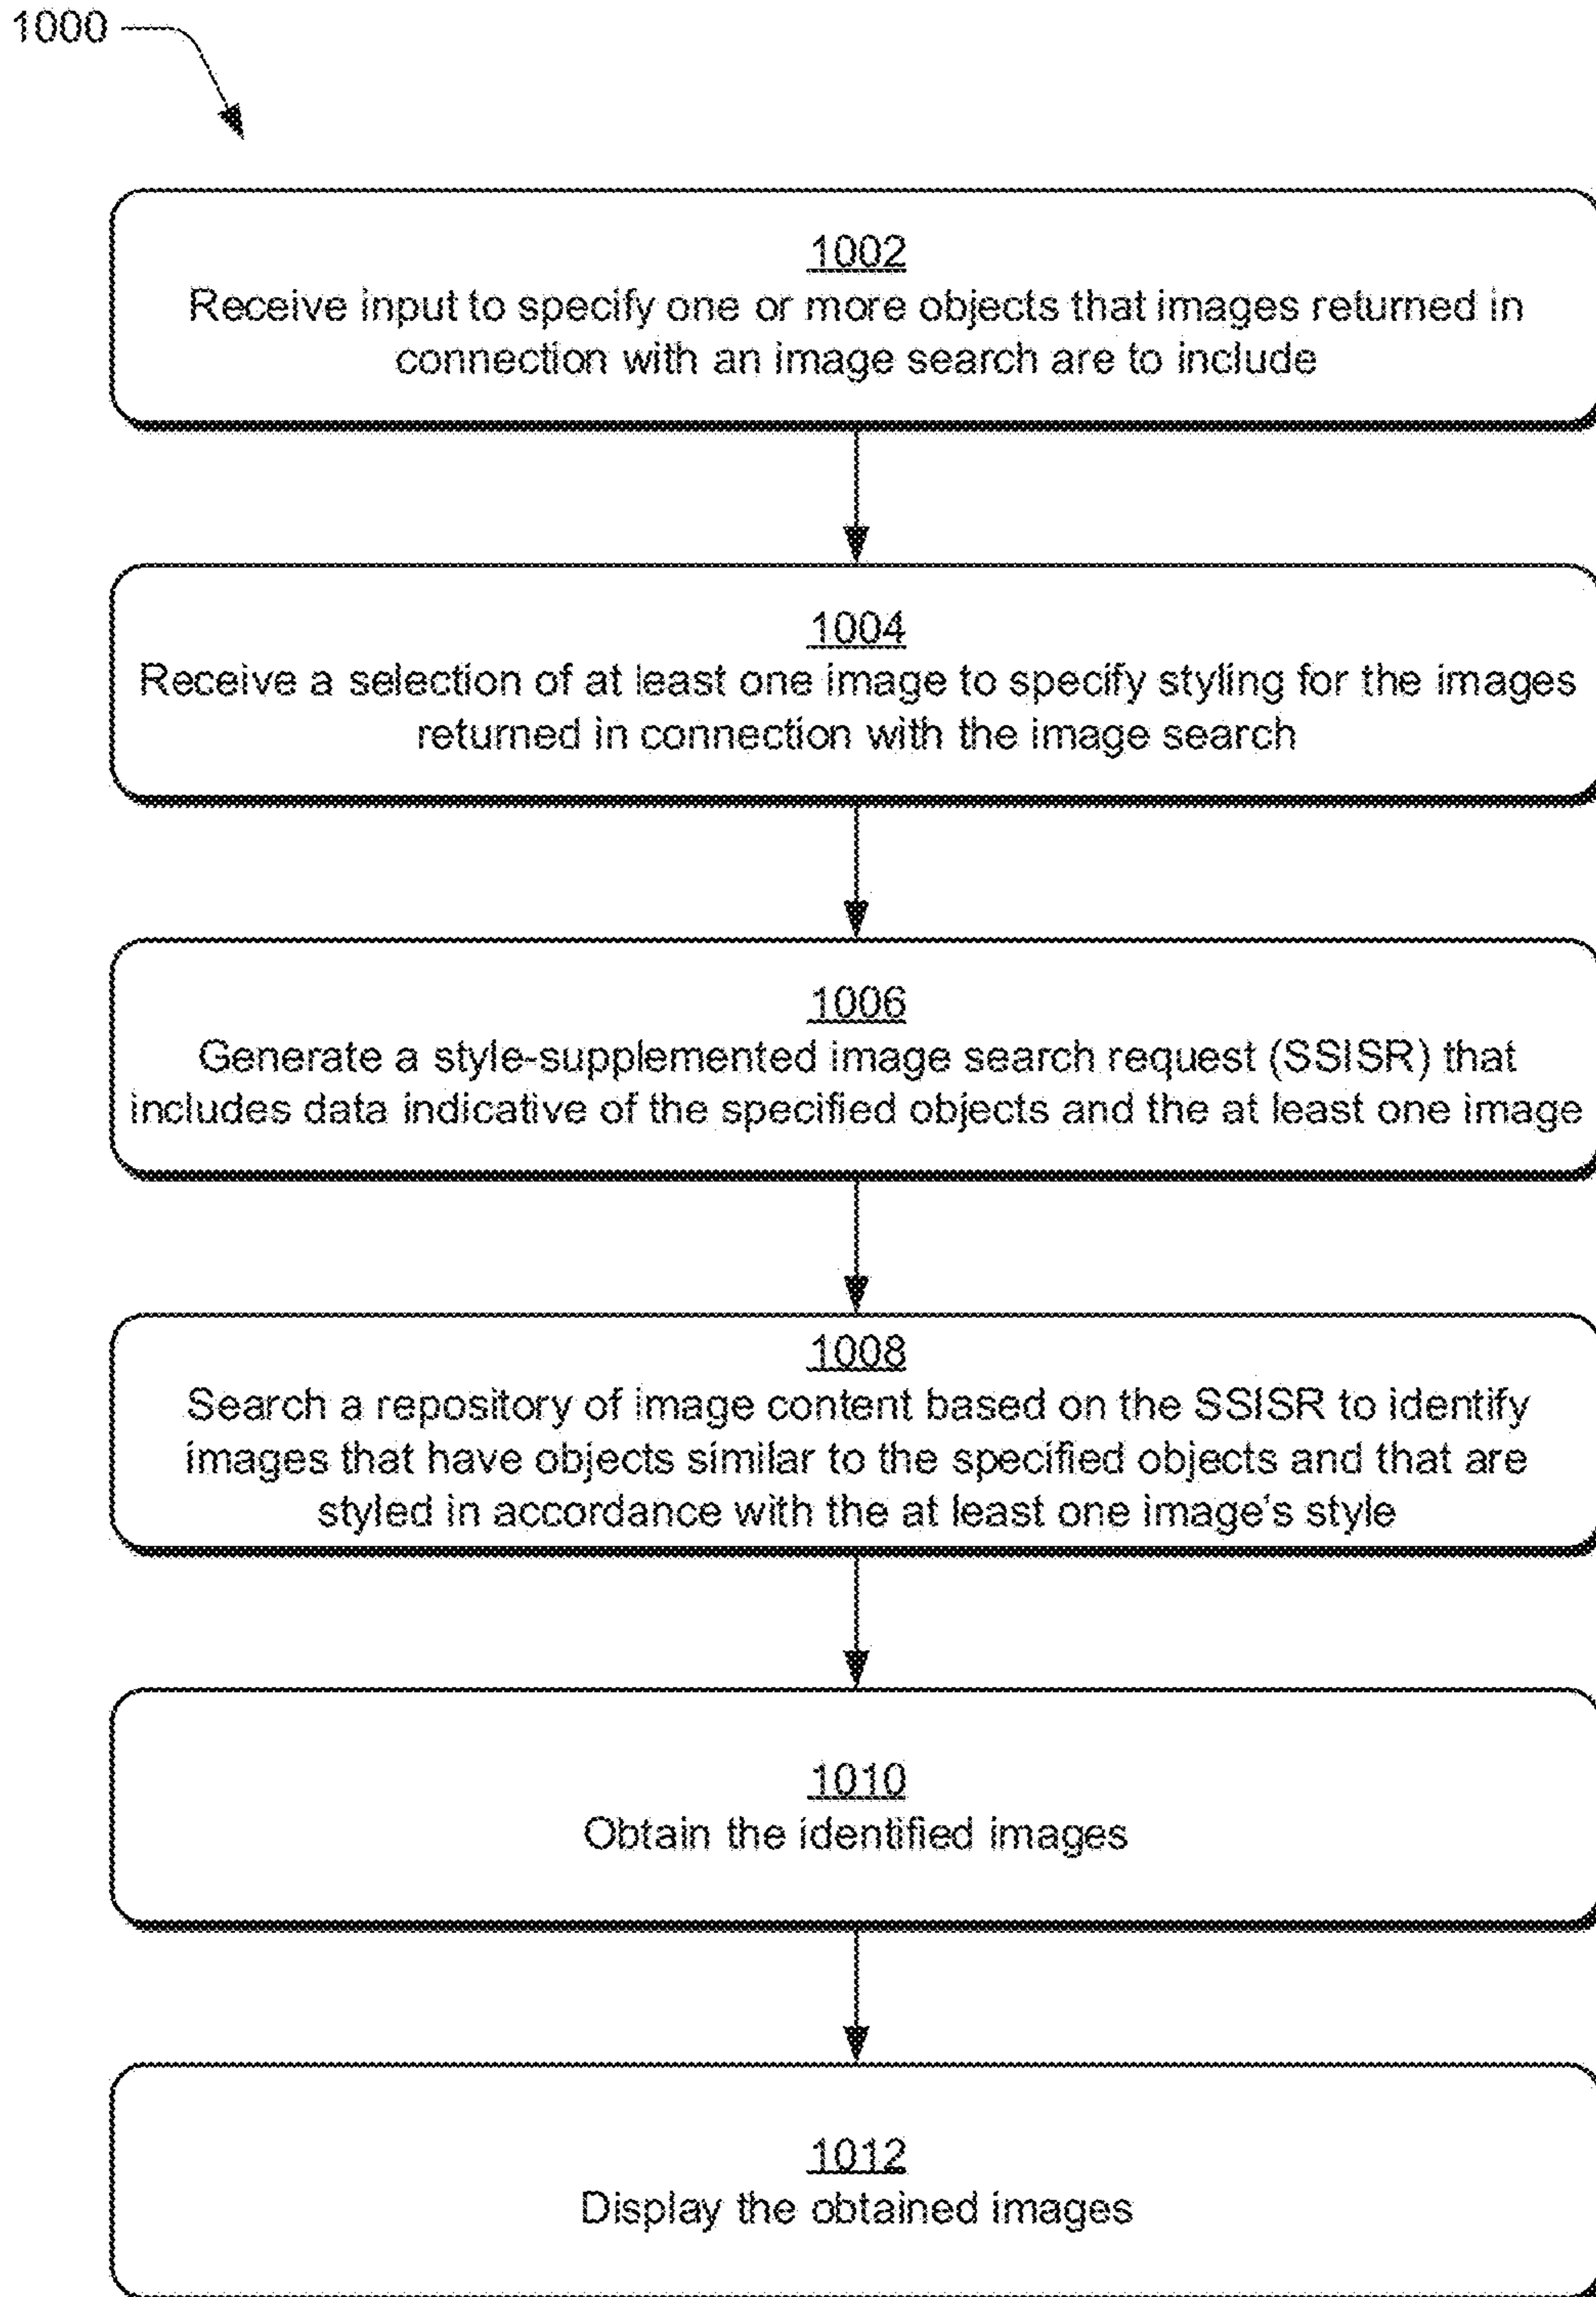 1000
1002
Receive input to specify one or more objects that images returned in
connection with an image search are to include
1004
Receive a selection of at least one image to specify styling for the images
returned in connection with the image search
1006
Generate a style-supplemented image search request (SSISR) that
includes data indicative of the specified objects and the at least one image
1008
Search a repository of image content based on the SSISR to identify
images that have objects similar to the specified objects and that are
styled in accordance with the at least one image's style
1010
Obtain the identified images
1012
Display the obtained images